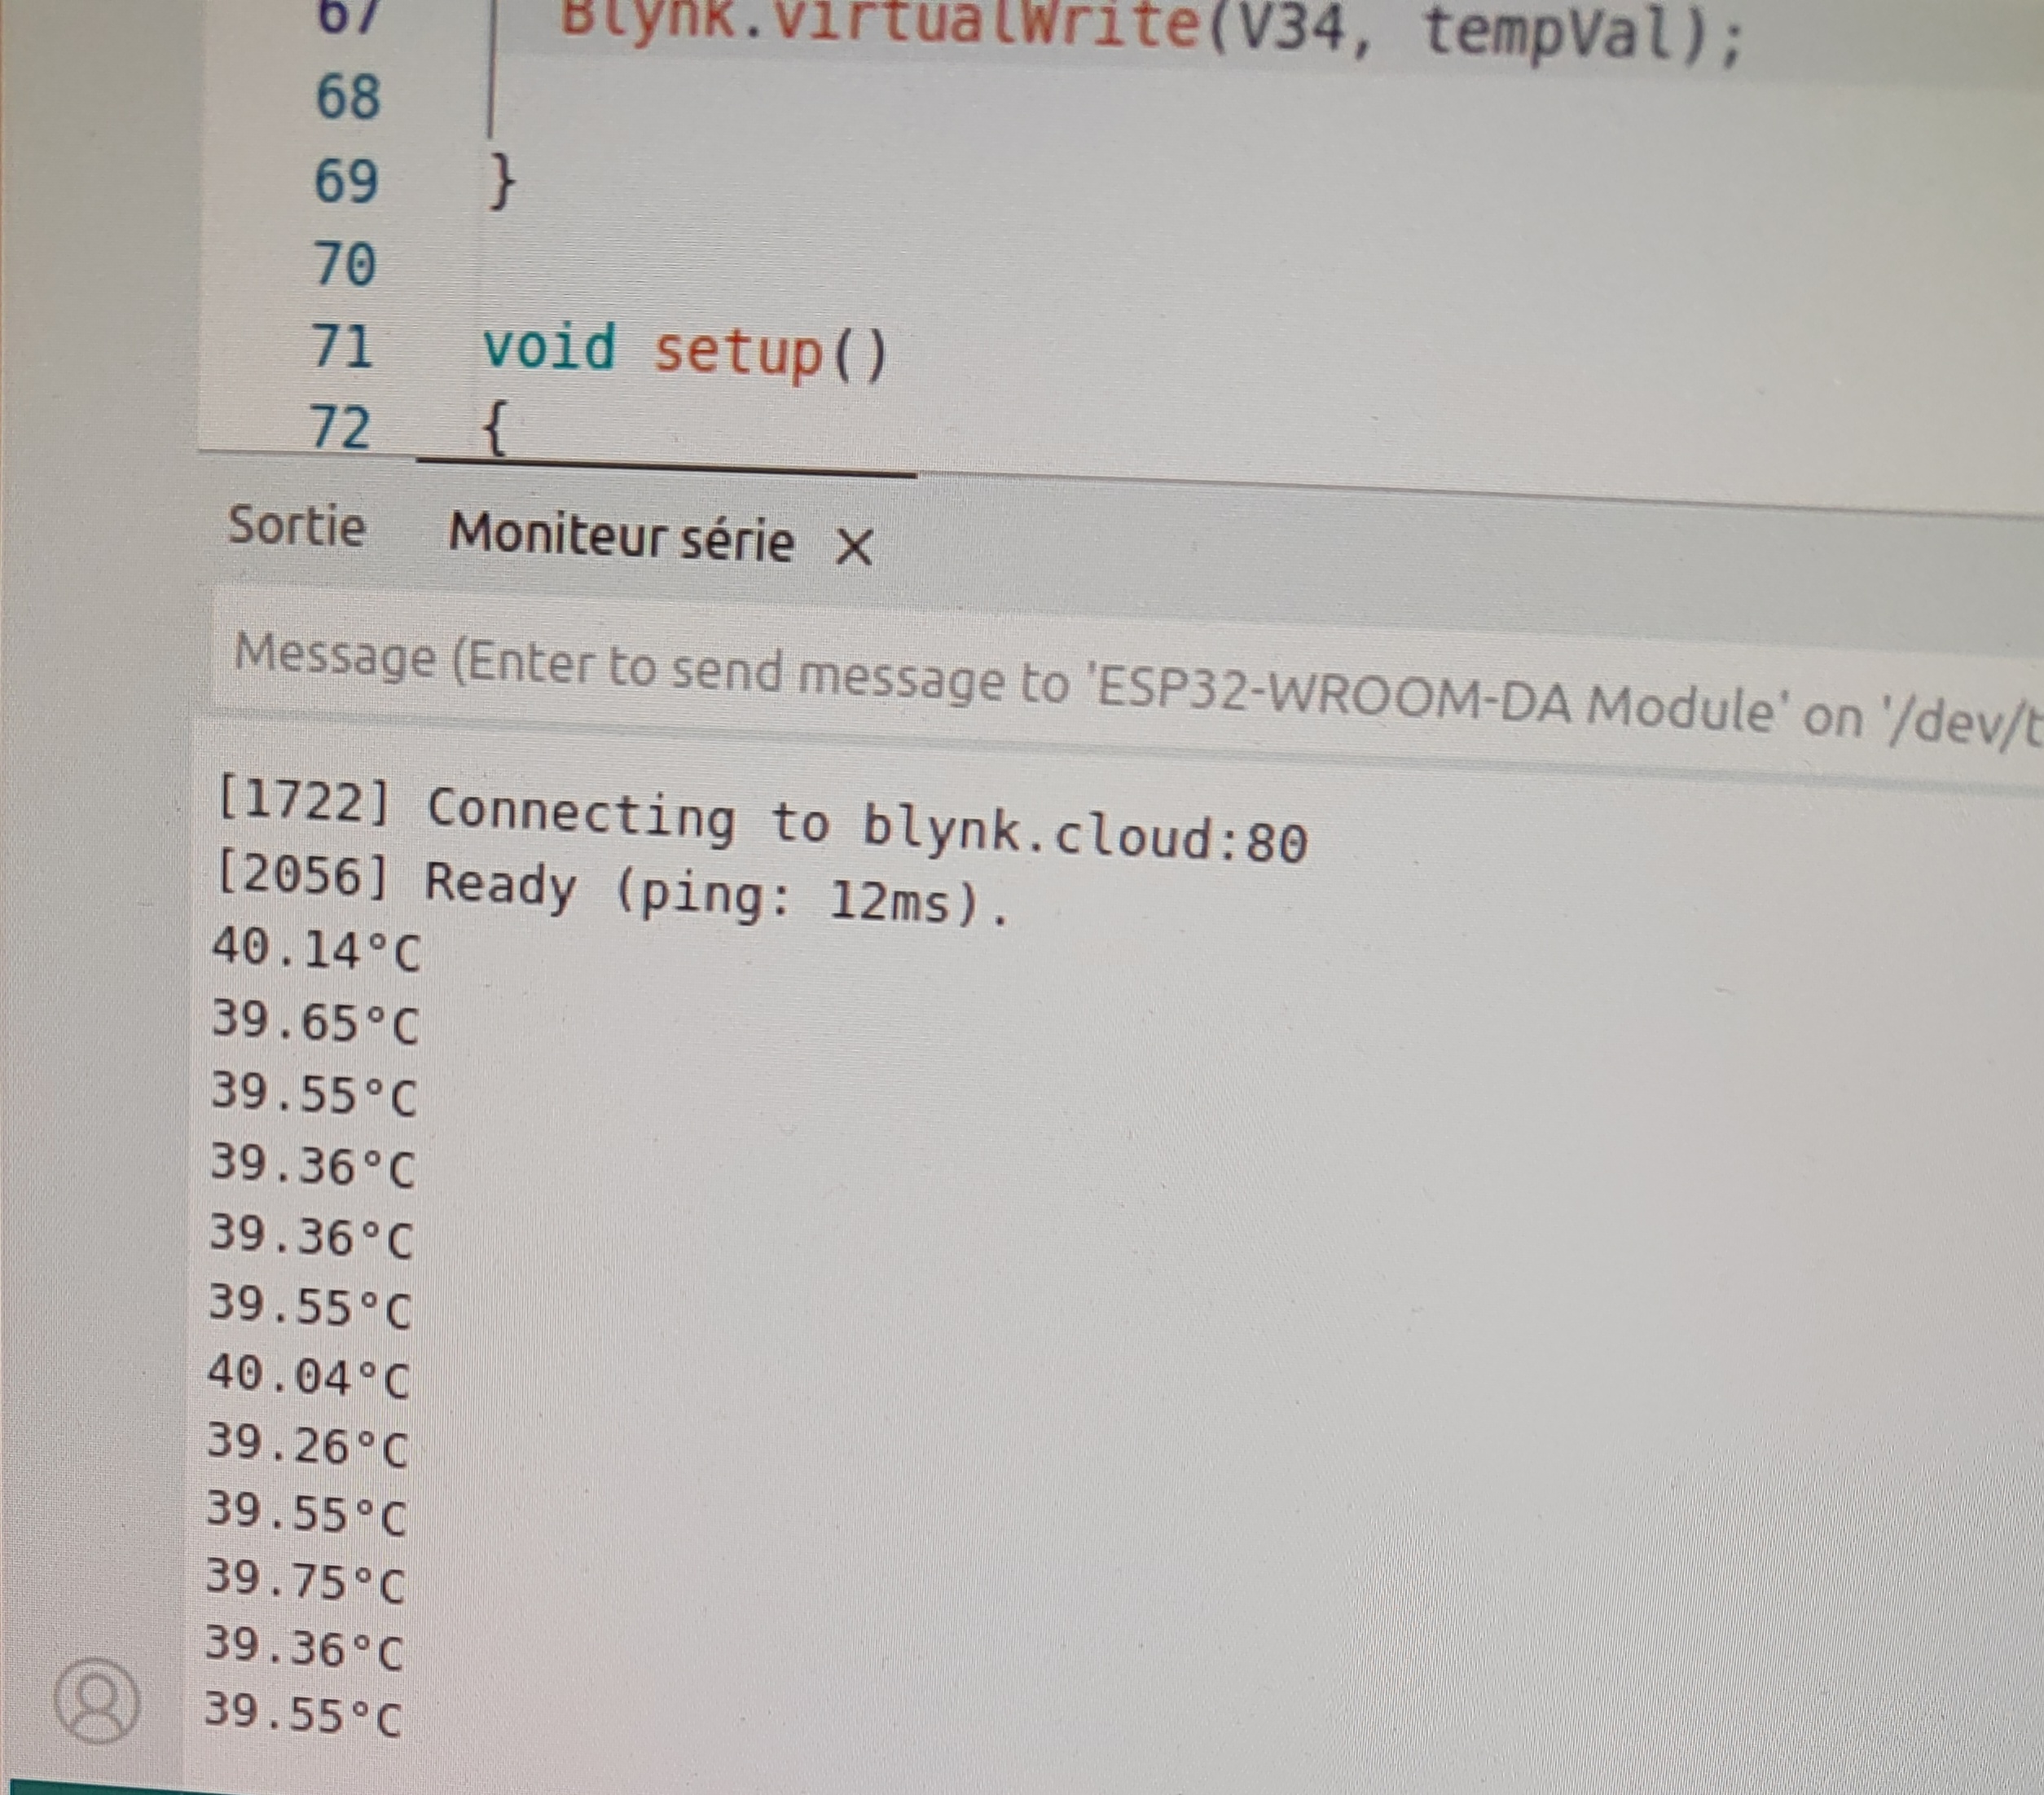 67 Blynk.virtualWrite(V34, tempVal);
68
69 }
70
71 void setup()
72 {
Sortie Moniteur série X
Message (Enter to send message to 'ESP32-WROOM-DA Module' on '/dev/t
[1722] Connecting to blynk.cloud:80
[2056] Ready (ping: 12ms).
40.14°C
39.65°C
39.55°C
39.36°C
39.36°C
39.55°C
40.04°C
39.26°C
39.55°C
39.75°C
39.36°C
39.55°C